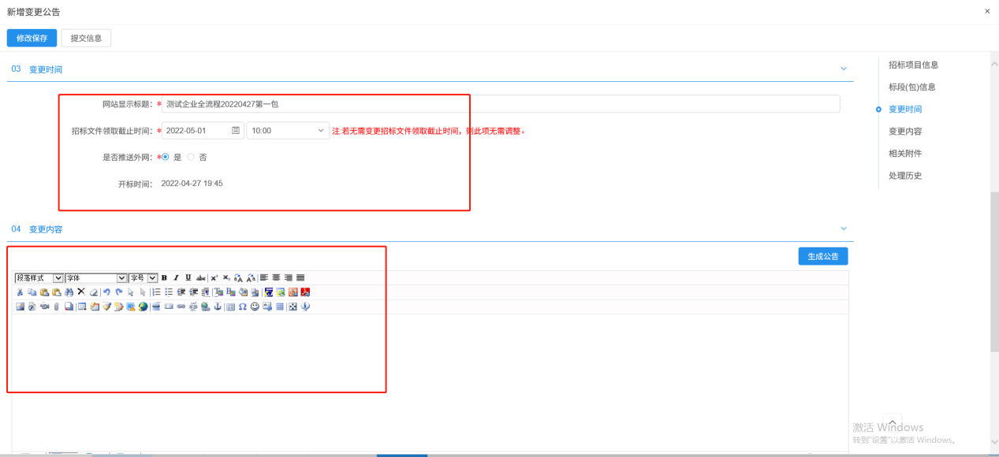 新增变更公告
×
修改保存 提交信息
03 变更时间
网站显示标题: * 测试企业全流程20220427第一包
招标文件领取截止时间: * 2022-05-01 10:00 注:若无需变更招标文件领取截止时间，则此项无需调整。
是否推送外网: * 是 否
开标时间: 2022-04-27 19:45
04 变更内容
生成公告
段落样式 字体 字号 B I U abc x² x₂
招标项目信息
标段(包)信息
变更时间
变更内容
相关附件
处理历史
激活 Windows
转到"设置"以激活 Windows。